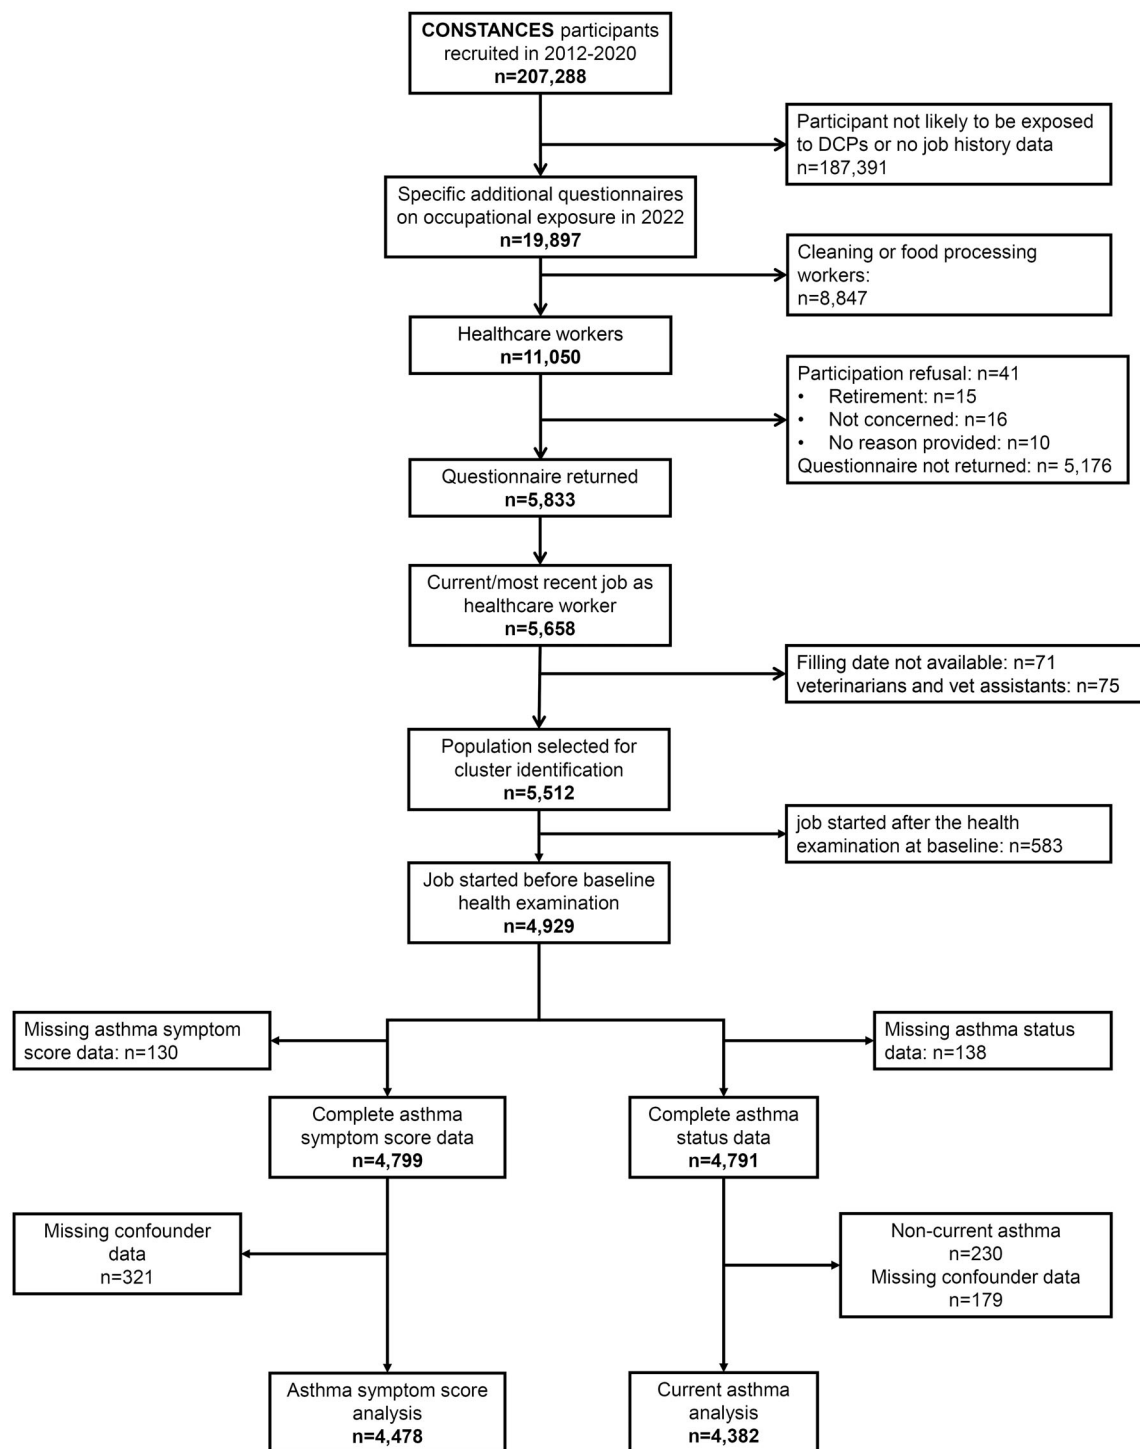 CONSTANCES participants
recruited in 2012-2020
n=207,288
Participant not likely to be exposed
to DCPs or no job history data
n=187,391
Specific additional questionnaires
on occupational exposure in 2022
n=19,897
Cleaning or food processing
workers:
n=8,847
Healthcare workers
n=11,050
Participation refusal: n=41
• Retirement: n=15
• Not concerned: n=16
• No reason provided: n=10
Questionnaire not returned: n= 5,176
Questionnaire returned
n=5,833
Current/most recent job as
healthcare worker
n=5,658
Filling date not available: n=71
veterinarians and vet assistants: n=75
Population selected for
cluster identification
n=5,512
job started after the health
examination at baseline: n=583
Job started before baseline
health examination
n=4,929
Missing asthma symptom
score data: n=130
Missing asthma status
data: n=138
Complete asthma
symptom score data
n=4,799
Complete asthma
status data
n=4,791
Missing confounder
data
n=321
Non-current asthma
n=230
Missing confounder data
n=179
Asthma symptom score
analysis
n=4,478
Current asthma
analysis
n=4,382